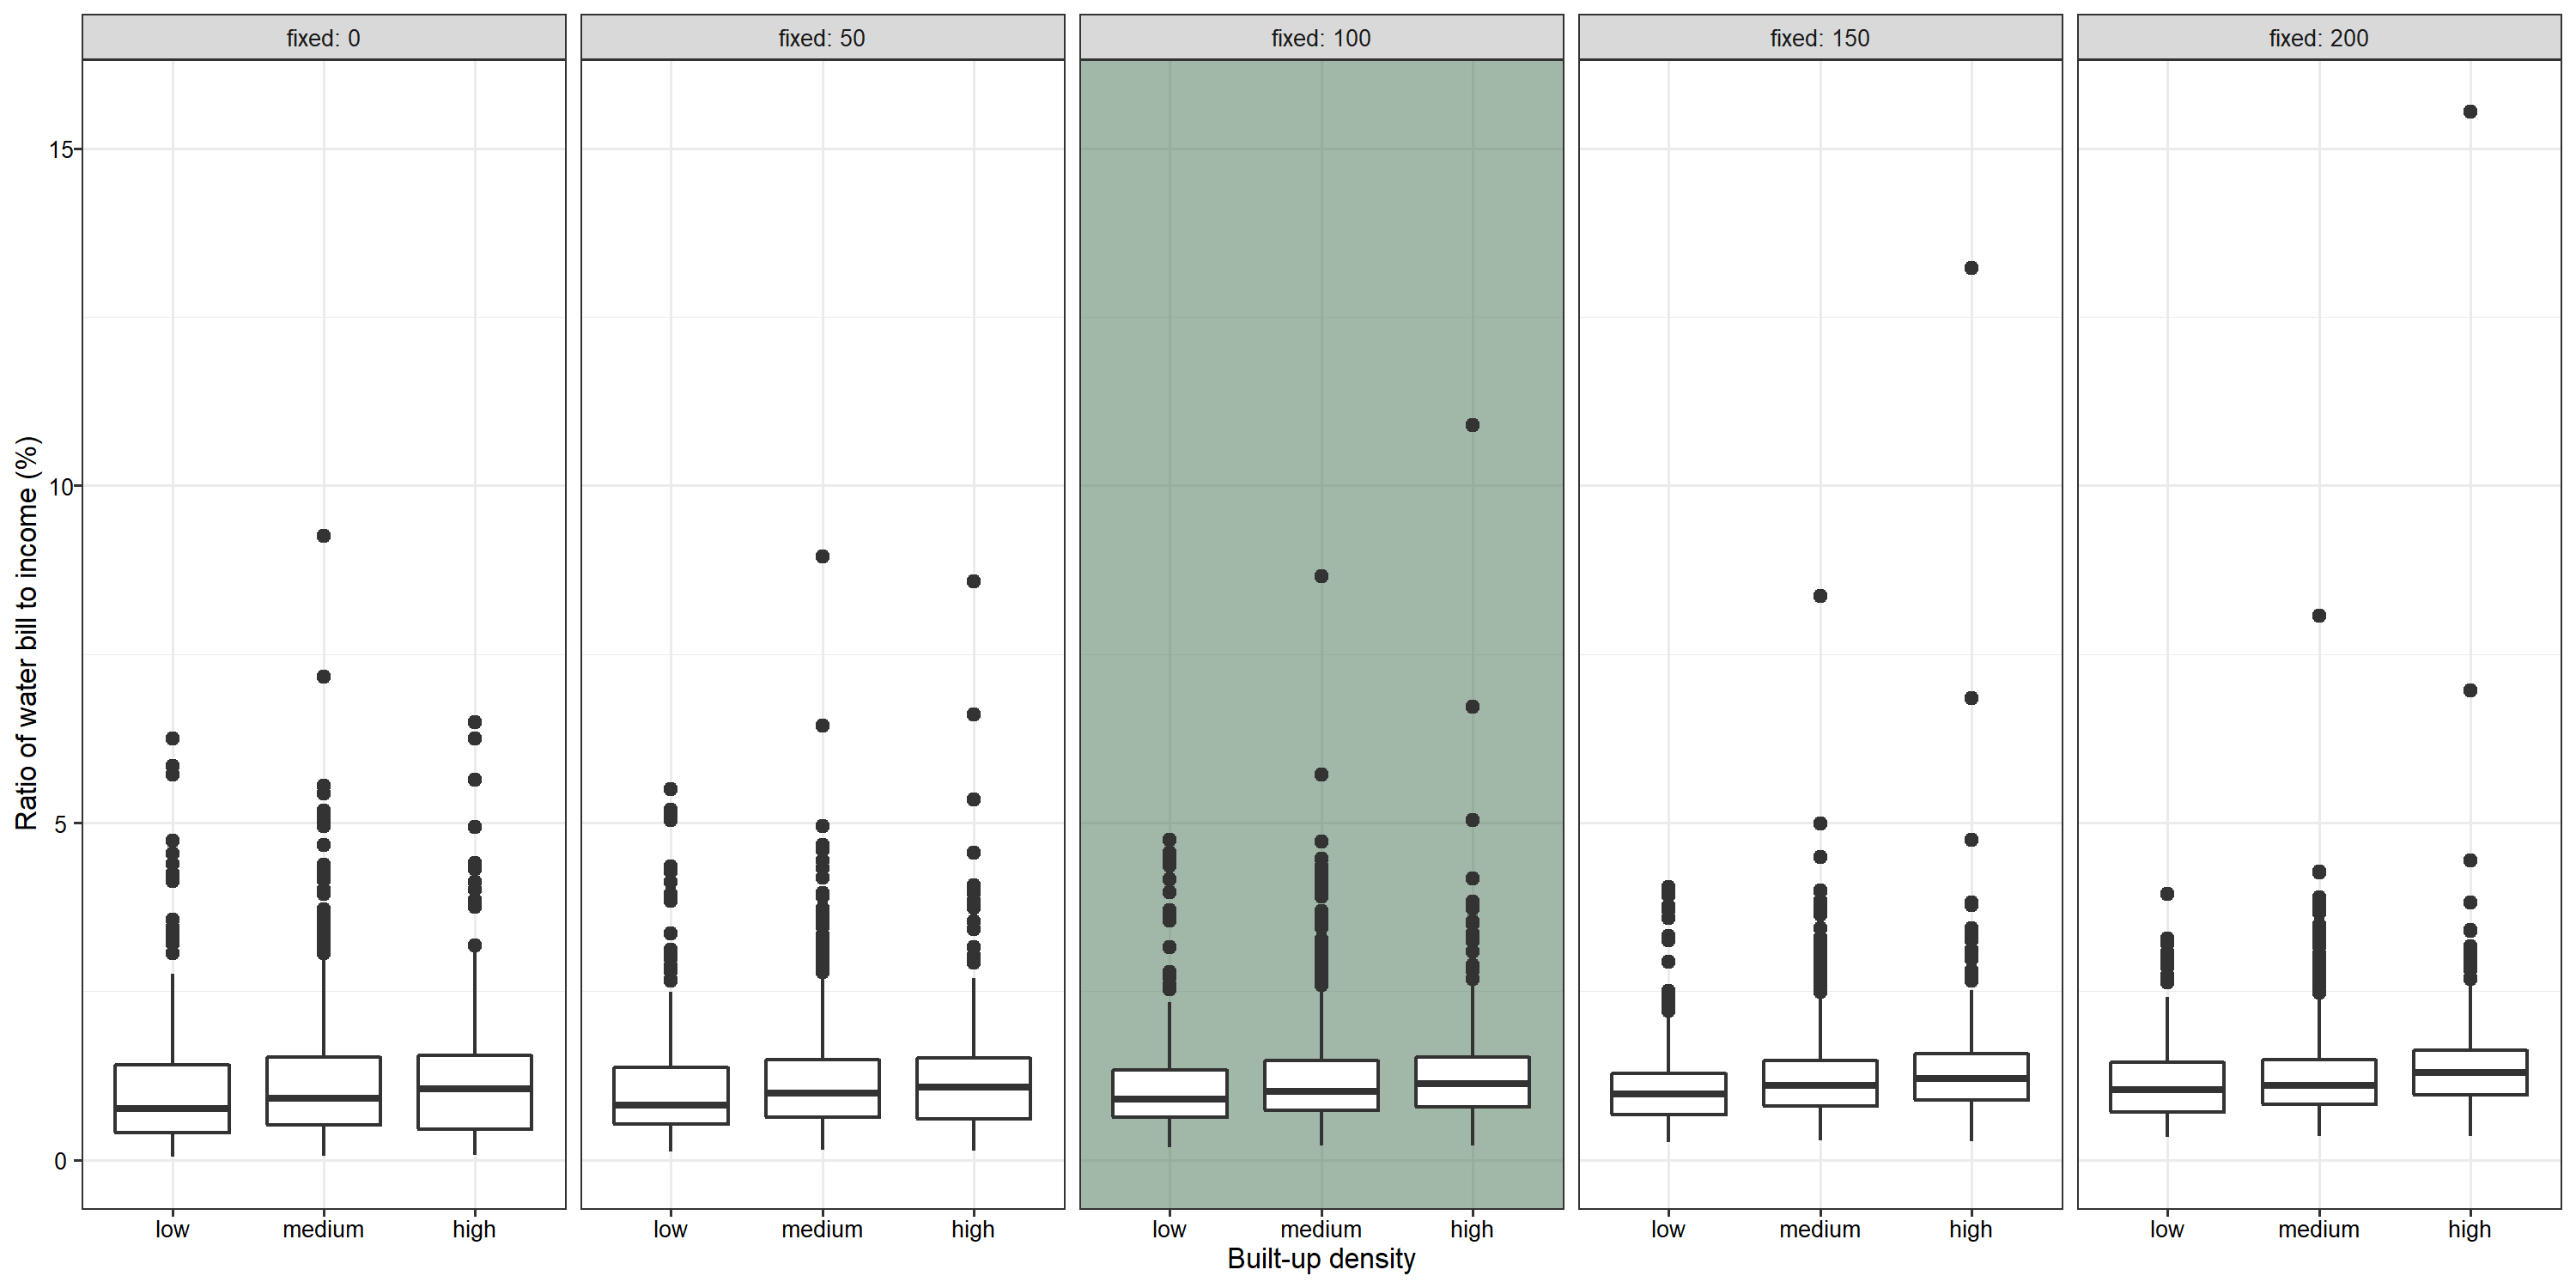 fixed: 0 fixed: 50 fixed: 100 fixed: 150 fixed: 200
Ratio of water bill to income (%)
15
10
5
0
low medium high low medium high low medium high low medium high low medium high
Built-up density